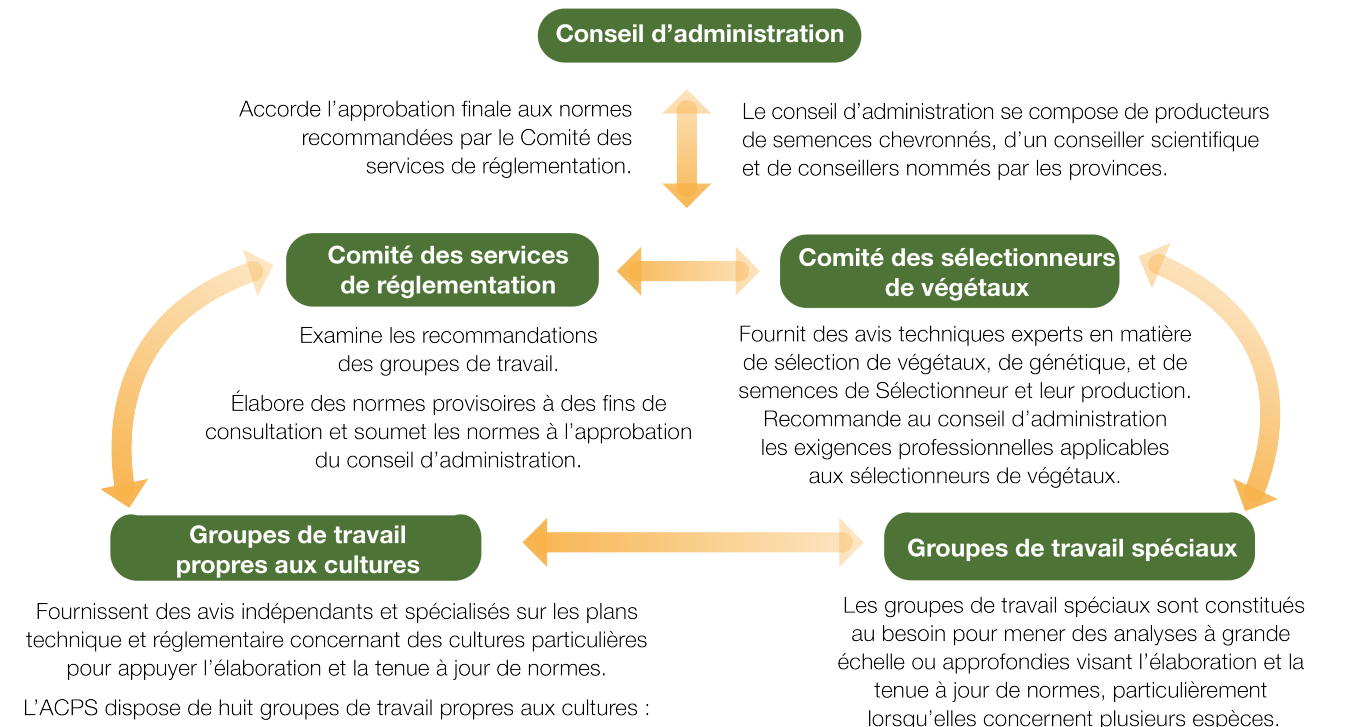 Conseil d’administration
Accorde l’approbation finale aux normes
recommandées par le Comité des
services de réglementation.
Le conseil d’administration se compose de producteurs
de semences chevronnés, d’un conseiller scientifique
et de conseillers nommés par les provinces.
Comité des services
de réglementation
Examine les recommandations
des groupes de travail.
Élabore des normes provisoires à des fins de
consultation et soumet les normes à l’approbation
du conseil d’administration.
Comité des sélectionneurs
de végétaux
Fournit des avis techniques experts en matière
de sélection de végétaux, de génétique, et de
semences de Sélectionneur et leur production.
Recommande au conseil d’administration
les exigences professionnelles applicables
aux sélectionneurs de végétaux.
Groupes de travail
propres aux cultures
Fournissent des avis indépendants et spécialisés sur les plans
technique et réglementaire concernant des cultures particulières
pour appuyer l’élaboration et la tenue à jour de normes.
L’ACPS dispose de huit groupes de travail propres aux cultures :
Groupes de travail spéciaux
Les groupes de travail spéciaux sont constitués
au besoin pour mener des analyses à grande
échelle ou approfondies visant l’élaboration et la
tenue à jour de normes, particulièrement
lorsqu’elles concernent plusieurs espèces.